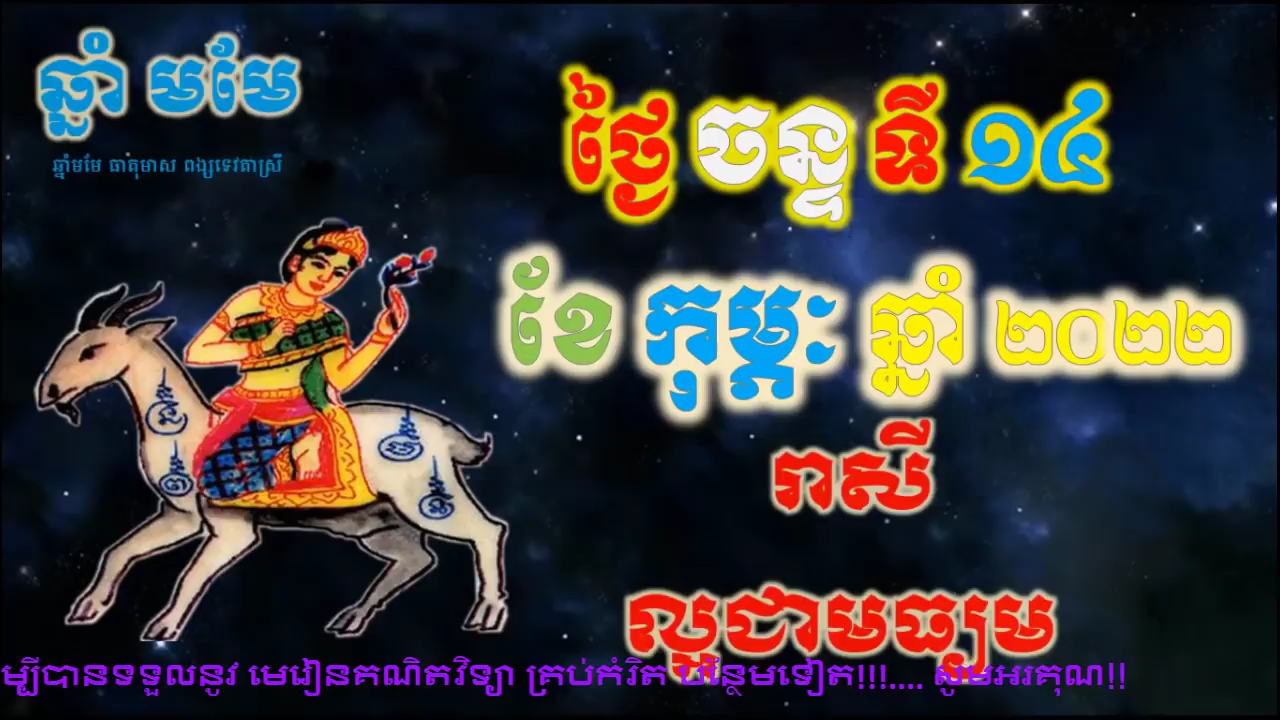 ឆ្នាំ មមែ
ឆ្នាំមមែ ធាតុមាស ពង្សទេវតាស្រី
ថ្ងៃ ចន្ទ ទី ១៤
ខែ កុម្ភៈ ឆ្នាំ ២០២២
រាសី
ល្អជាមធ្យម
ម្បីបានទទួលនូវ មេរៀនគណិតវិទ្យា គ្រប់កំរិត បន្ថែមទៀត!!!.... សូមអរគុណ!!